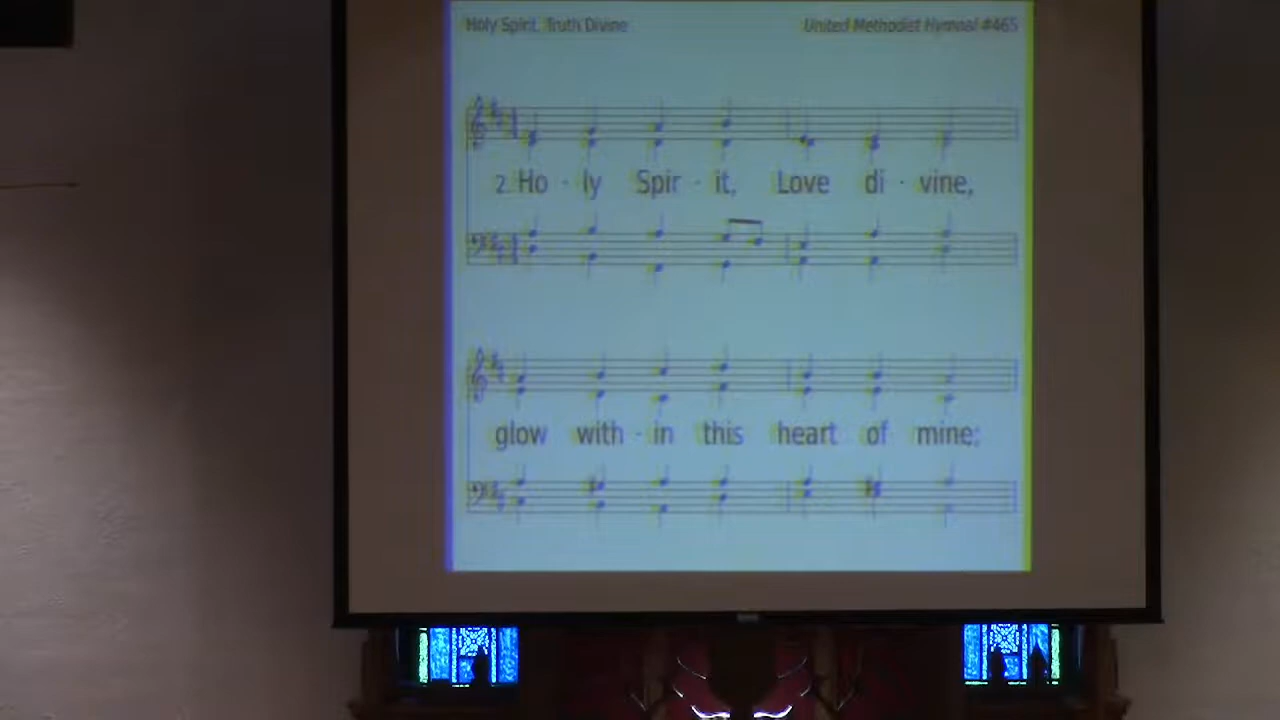 Holy Spirit, Truth Divine
United Methodist Hymnal #465
2. Ho - ly Spir - it, Love di - vine,
glow with - in this heart of mine;